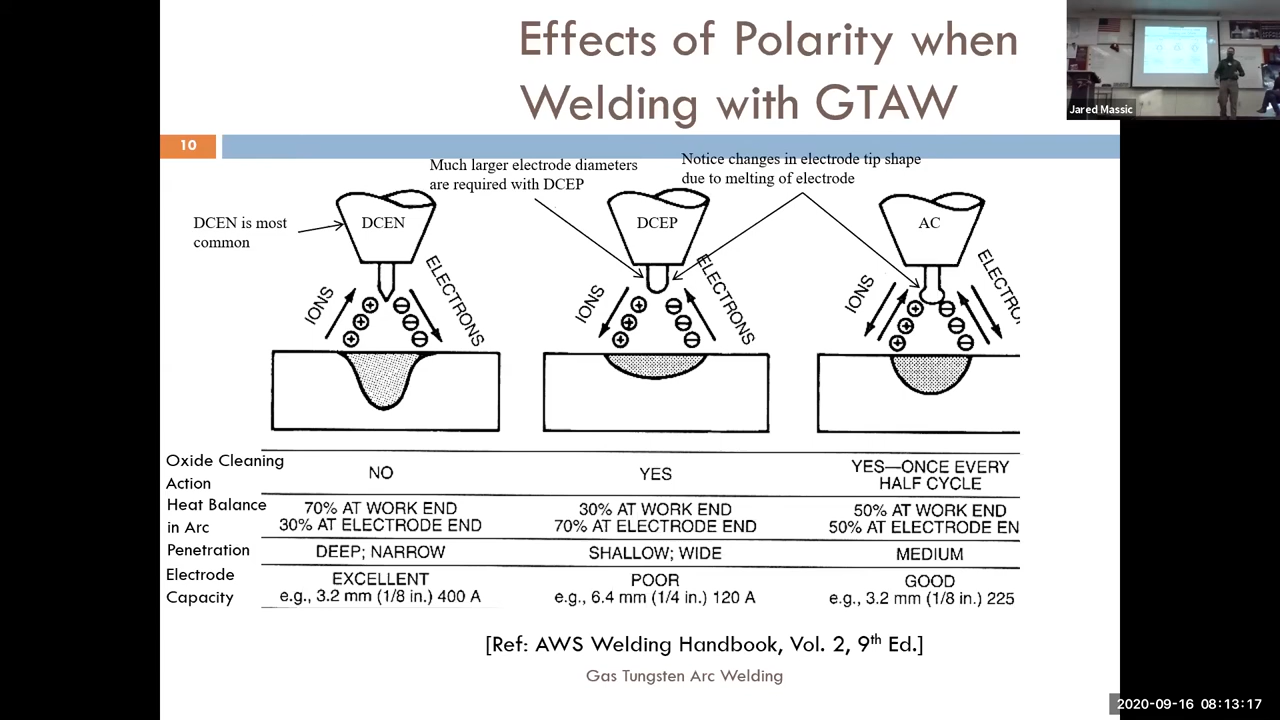 Effects of Polarity when
Welding with GTAW
Jared Massic
10
Much larger electrode diameters
are required with DCEP
Notice changes in electrode tip shape
due to melting of electrode
DCEN is most
common
DCEN
DCEP
AC
IONS
ELECTRONS
IONS
ELECTRONS
IONS
ELECTRO
Oxide Cleaning
Action
NO
YES
YES—ONCE EVERY
HALF CYCLE
Heat Balance
in Arc
70% AT WORK END
30% AT ELECTRODE END
30% AT WORK END
70% AT ELECTRODE END
50% AT WORK END
50% AT ELECTRODE EN
Penetration
DEEP; NARROW
SHALLOW; WIDE
MEDIUM
Electrode
Capacity
EXCELLENT
e.g., 3.2 mm (1/8 in.) 400 A
POOR
e.g., 6.4 mm (1/4 in.) 120 A
GOOD
e.g., 3.2 mm (1/8 in.) 225
[Ref: AWS Welding Handbook, Vol. 2, 9th Ed.]
Gas Tungsten Arc Welding
2020-09-16 08:13:17